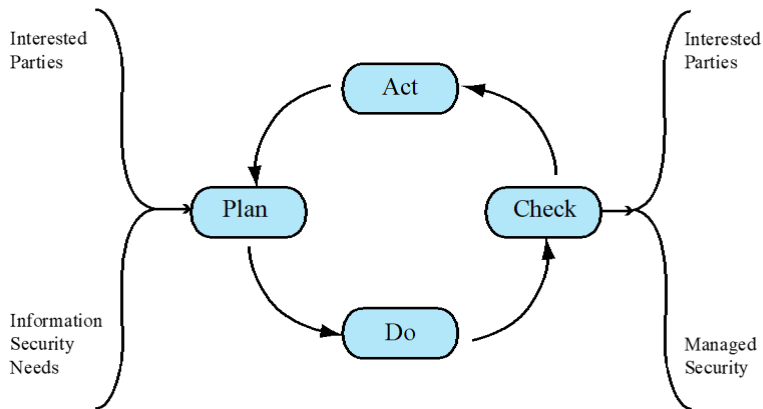 Interested
Parties
Interested
Parties
Act
Plan
Check
Do
Information
Security
Needs
Managed
Security